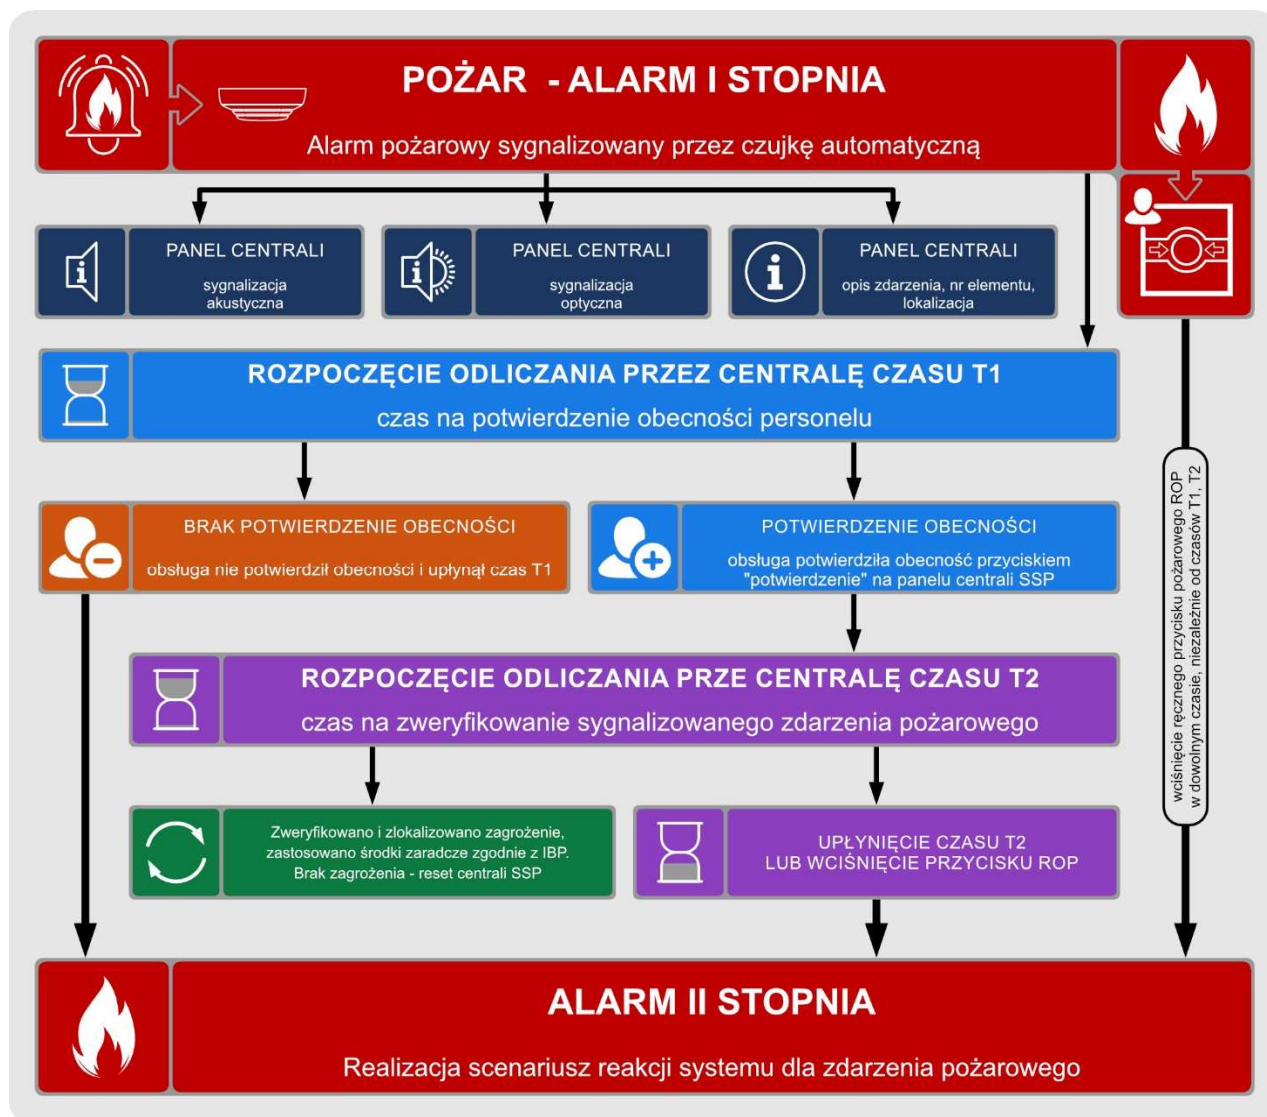 POŻAR - ALARM I STOPNIA
Alarm pożarowy sygnalizowany przez czujkę automatyczną
PANEL CENTRALI
sygnalizacja
akustyczna
PANEL CENTRALI
sygnalizacja
optyczna
PANEL CENTRALI
opis zdarzenia, nr elementu,
lokalizacja
ROZPOCZĘCIE ODLICZANIA PRZEZ CENTRALĘ CZASU T1
czas na potwierdzenie obecności personelu
BRAK POTWIERDZENIE OBECNOŚCI
obsługa nie potwierdził obecności i upłynął czas T1
POTWIERDZENIE OBECNOŚCI
obsługa potwierdziła obecność przyciskiem
"potwierdzenie" na panelu centrali SSP
wciśnięcie ręcznego przycisku pożarowego ROP
w dowolnym czasie, niezależnie od czasów T1, T2
ROZPOCZĘCIE ODLICZANIA PRZE CENTRALĘ CZASU T2
czas na zweryfikowanie sygnalizowanego zdarzenia pożarowego
Zweryfikowano i zlokalizowano zagrożenie,
zastosowano środki zaradcze zgodnie z IBP.
Brak zagrożenia - reset centrali SSP
UPŁYNIĘCIE CZASU T2
LUB WCIŚNIĘCIE PRZYCISKU ROP
ALARM II STOPNIA
Realizacja scenariusz reakcji systemu dla zdarzenia pożarowego